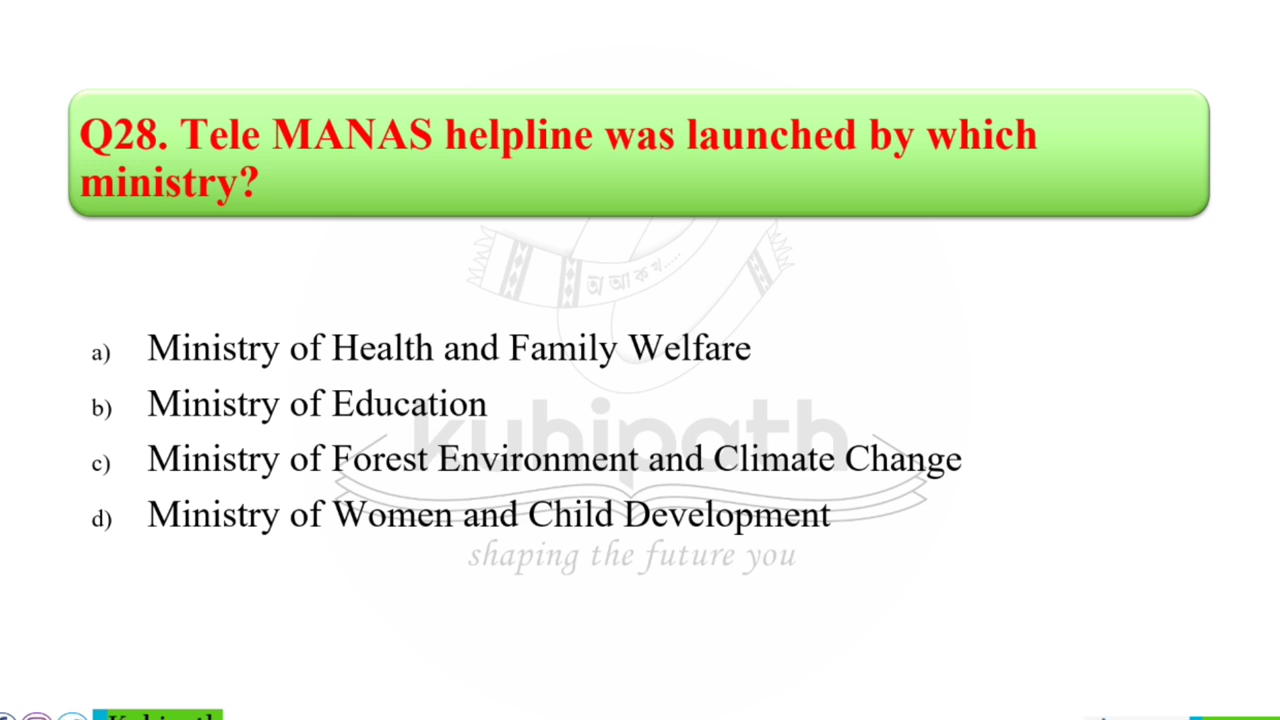 Q28. Tele MANAS helpline was launched by which
ministry?
অ আ ক খ.....
a) Ministry of Health and Family Welfare
b) Ministry of Education
kuhipath
c) Ministry of Forest Environment and Climate Change
d) Ministry of Women and Child Development
shaping the future you